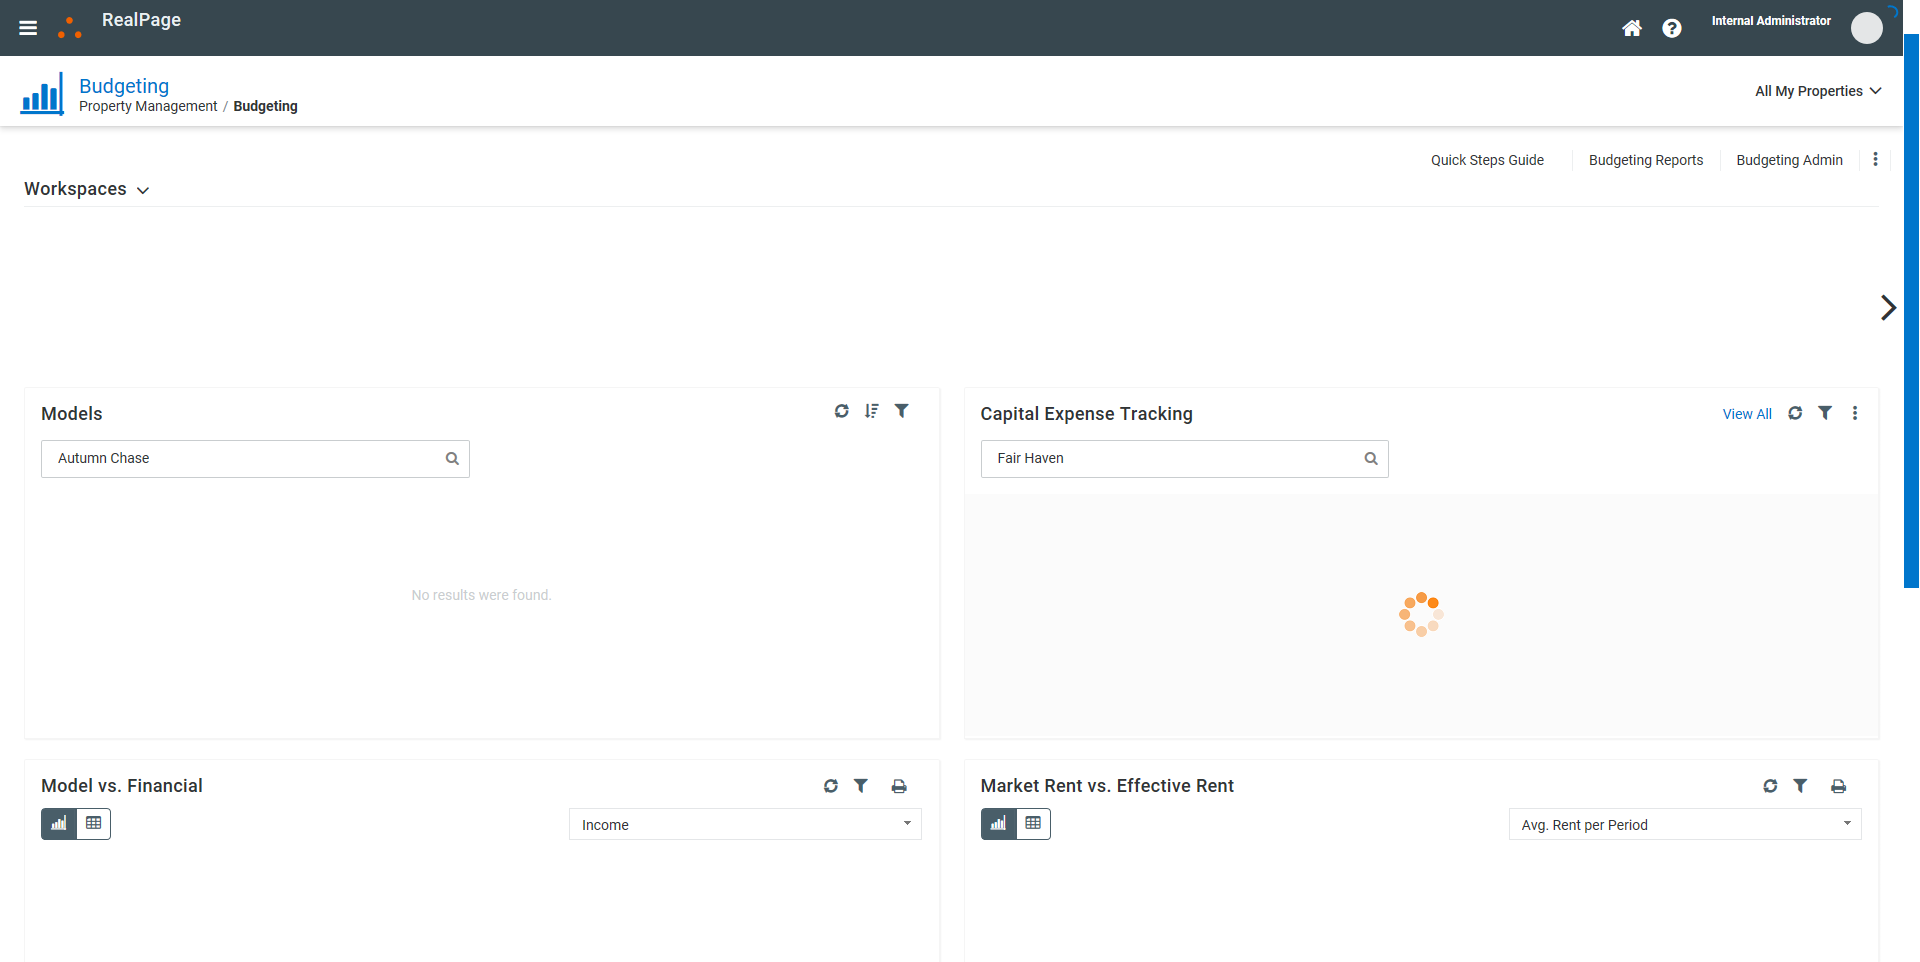 RealPage
Internal Administrator
Budgeting
Property Management / Budgeting
All My Properties
Quick Steps Guide
Budgeting Reports
Budgeting Admin
Workspaces
Models
Autumn Chase
No results were found.
Capital Expense Tracking
View All
Fair Haven
Model vs. Financial
Income
Market Rent vs. Effective Rent
Avg. Rent per Period